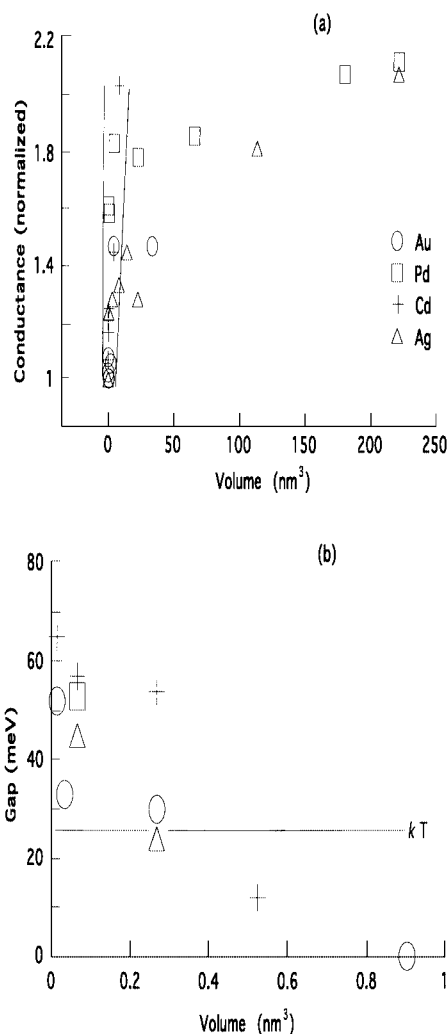 (a)
2.2
1.8
1.4
1
Conductance (normalized)
Au
Pd
Cd
Ag
0 50 100 150 200 250
Volume (nm³)
(b)
80
60
40
20
0
Gap (meV)
kT
0 0.2 0.4 0.6 0.8 1
Volume (nm³)